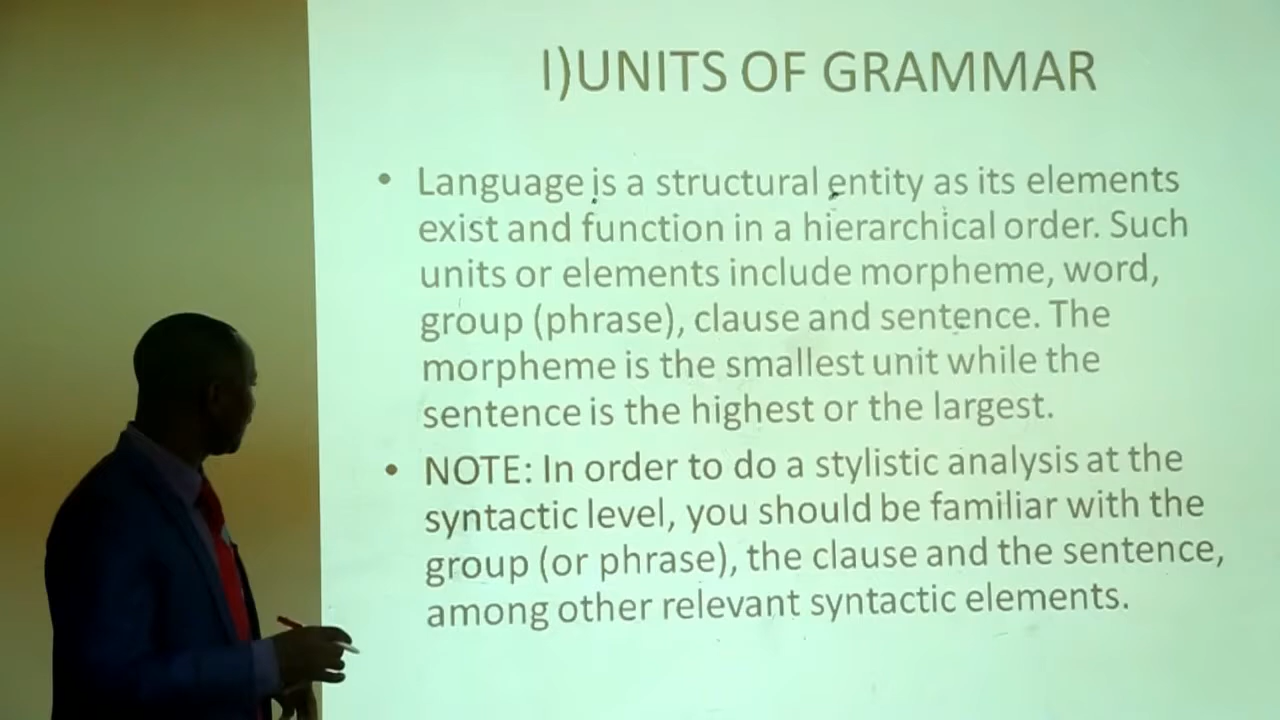 I)UNITS OF GRAMMAR
• Language is a structural entity as its elements
exist and function in a hierarchical order. Such
units or elements include morpheme, word,
group (phrase), clause and sentence. The
morpheme is the smallest unit while the
sentence is the highest or the largest.
• NOTE: In order to do a stylistic analysis at the
syntactic level, you should be familiar with the
group (or phrase), the clause and the sentence,
among other relevant syntactic elements.